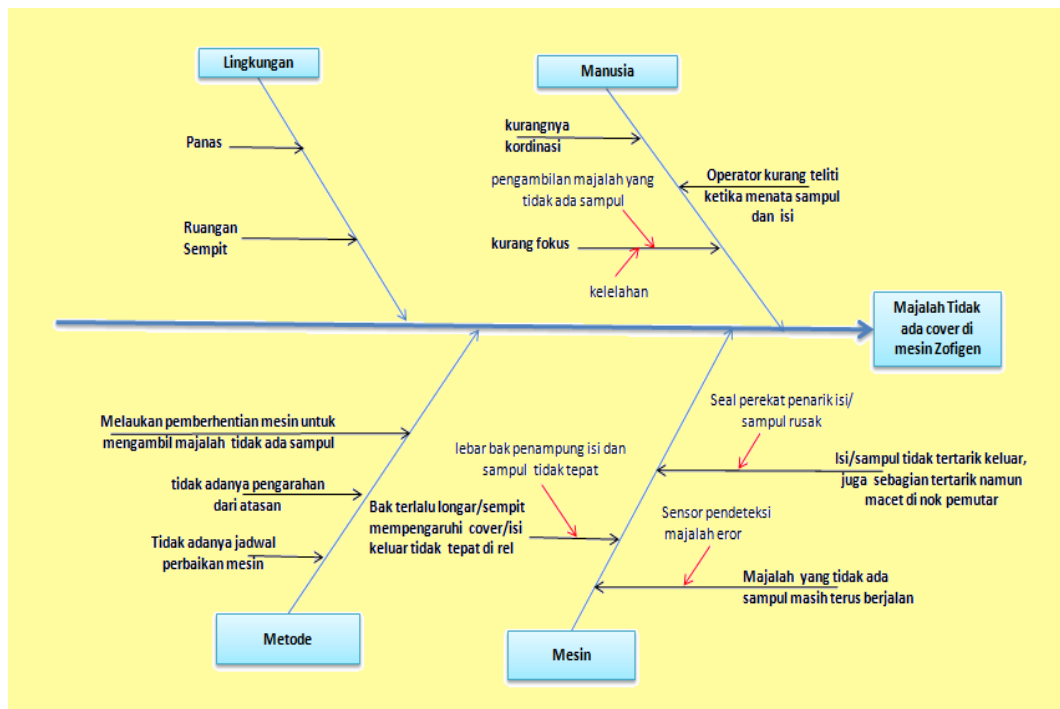 Lingkungan
Manusia
Panas
kurangnya
kordinasi
pengambilan majalah yang
tidak ada sampul
Operator kurang teliti
ketika menata sampul
dan isi
Ruangan
Sempit
kurang fokus
kelelahan
Majalah Tidak
ada cover di
mesin Zofigen
Melaukan pemberhentian mesin untuk
mengambil majalah tidak ada sampul
tidak adanya pengarahan
dari atasan
Tidak adanya jadwal
perbaikan mesin
lebar bak penampung isi dan
sampul tidak tepat
Bak terlalu longar/sempit
mempengaruhi cover/isi
keluar tidak tepat di rel
Seal perekat penarik isi/
sampul rusak
Isi/sampul tidak tertarik keluar,
juga sebagian tertarik namun
macet di nok pemutar
Sensor pendeteksi
majalah eror
Majalah yang tidak ada
sampul masih terus berjalan
Metode
Mesin